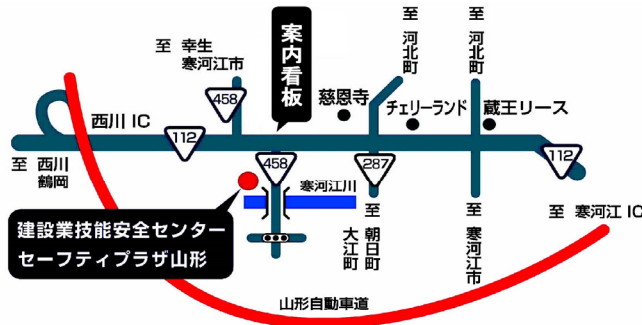 至 幸生
寒河江市
458
案内看板
至 河北町
至 河北町
慈恩寺
チェリーランド
蔵王リース
西川 IC
112
至 西川
鶴岡
458
287
112
寒河江川
至 寒河江 IC
建設業技能安全センター
セーフティプラザ山形
至 朝日町
大江町
至 寒河江市
山形自動車道